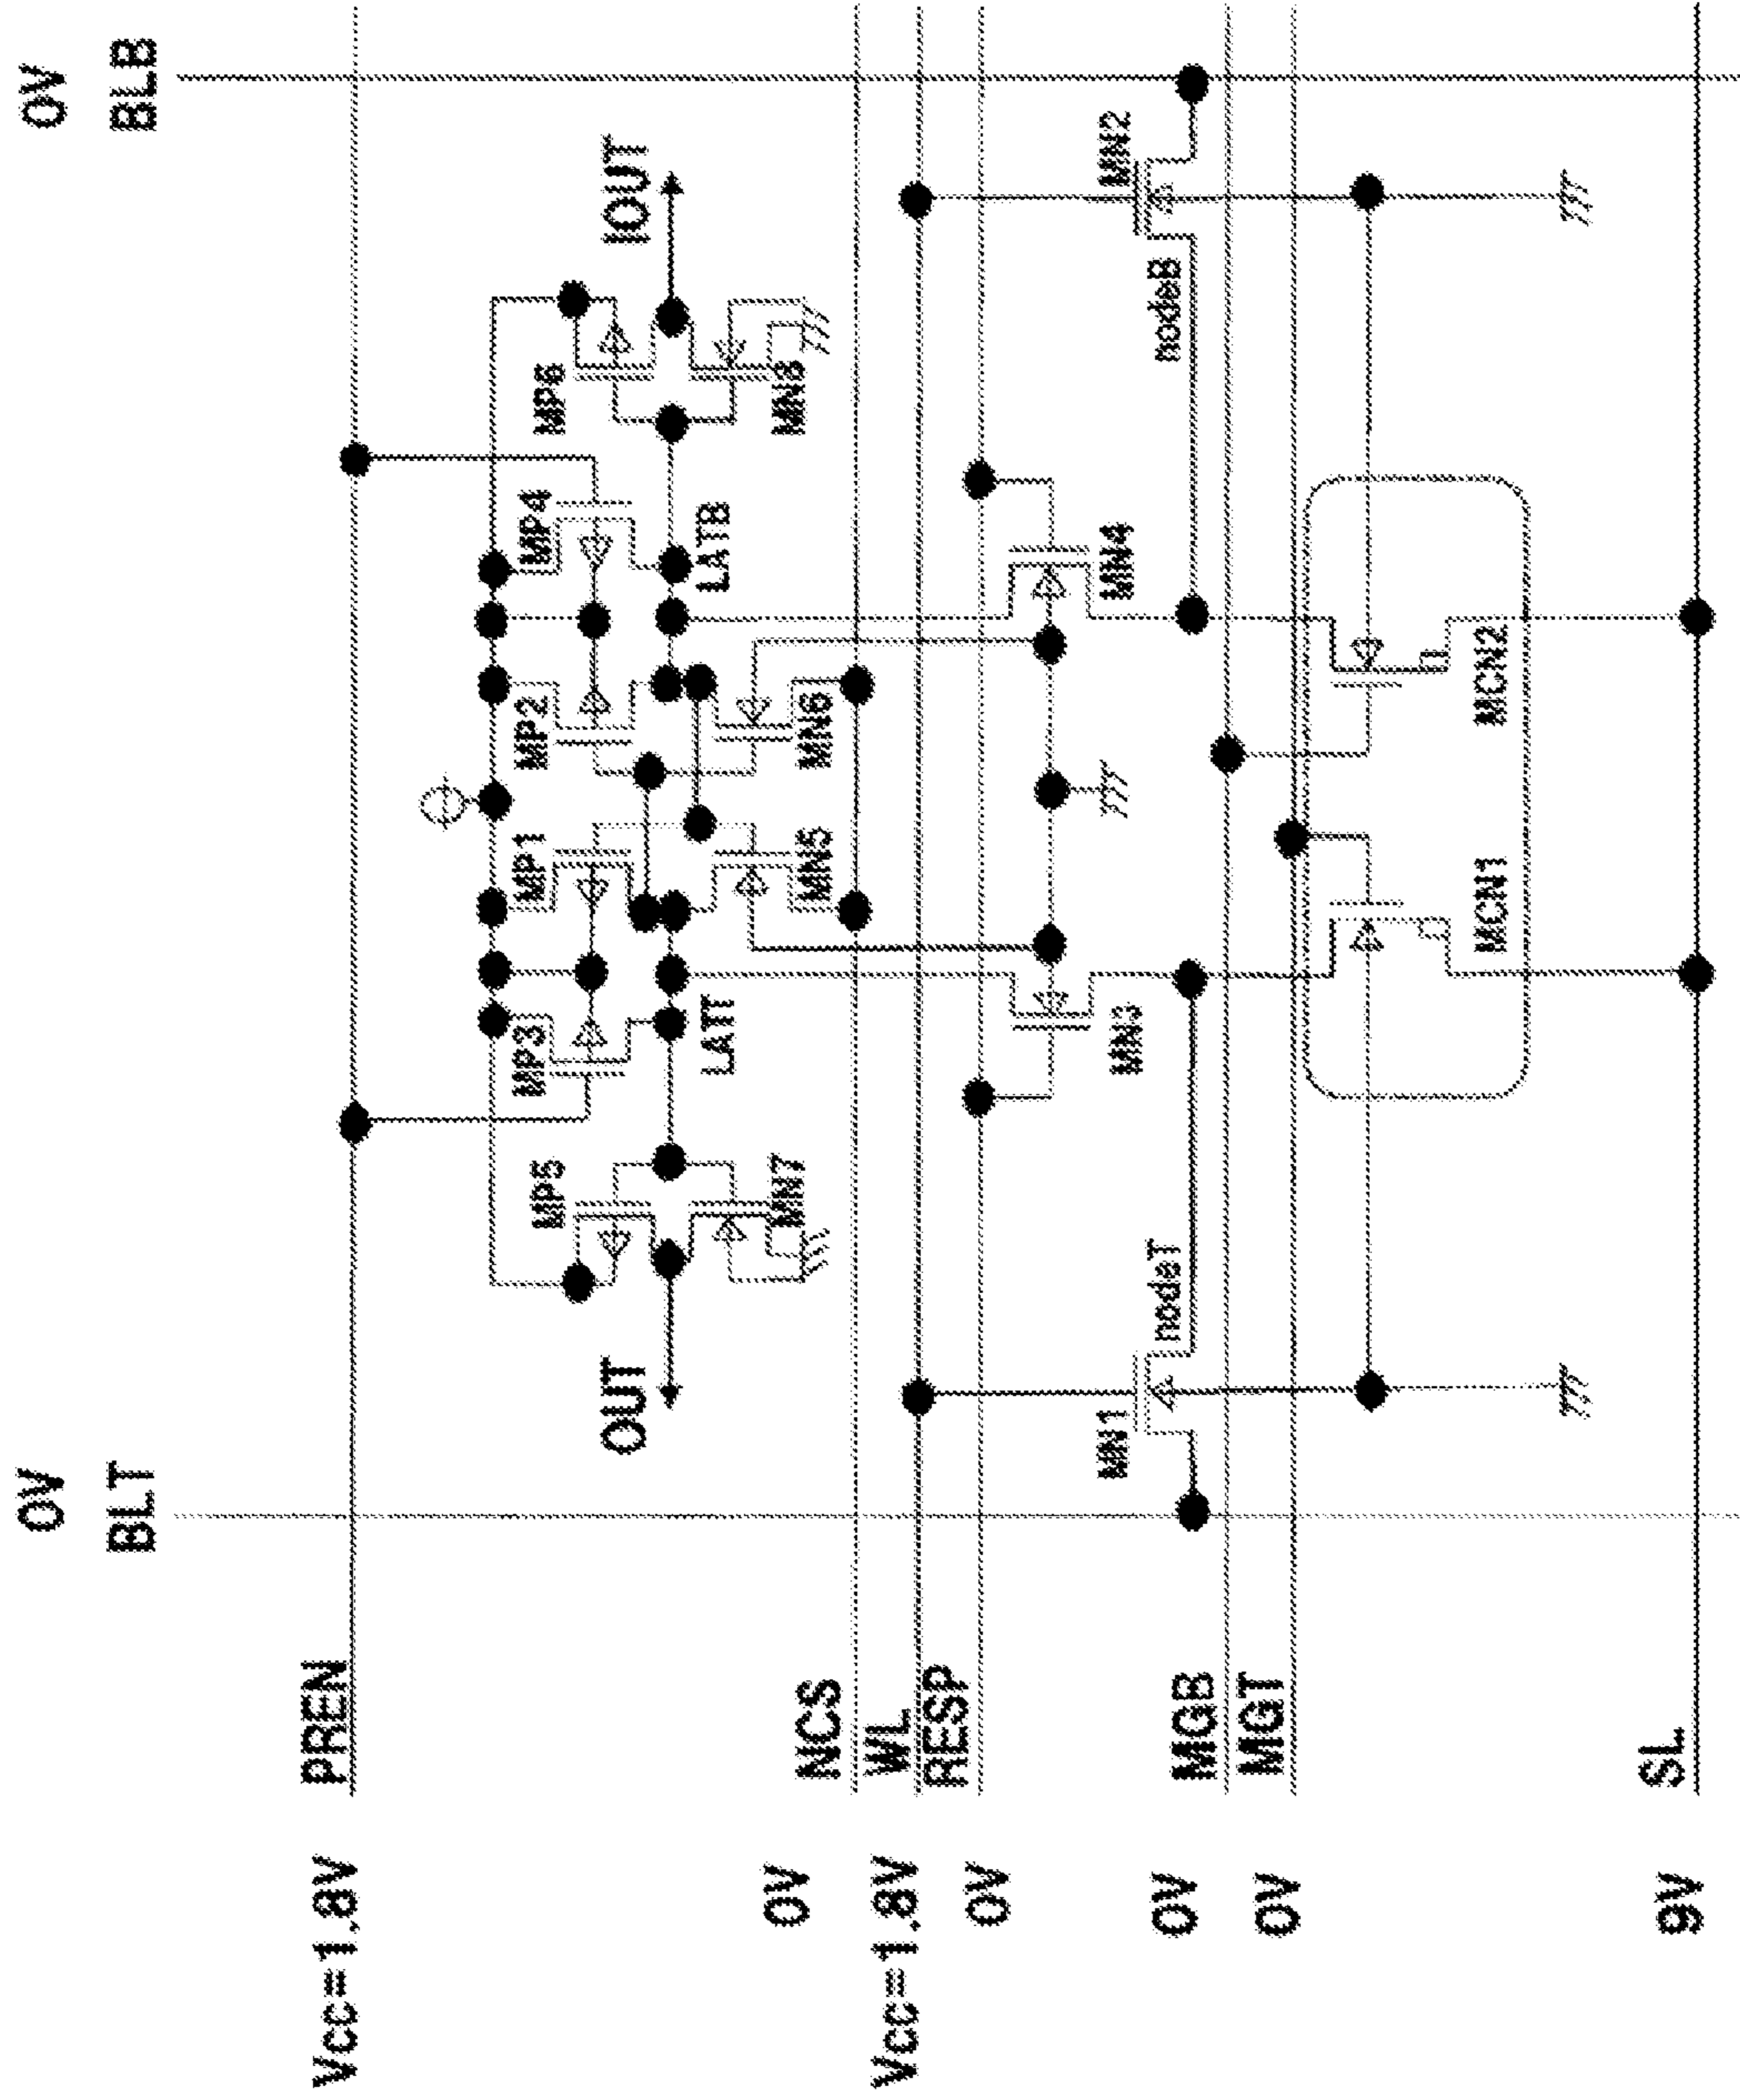 0V
BLT
0V
BLB
Vcc=1.8V
PREN
MP5
MP3
MP1
MP2
MP4
MP6
OUT
IOUT
LATT
LATB
MN7
MN5
MN6
MN8
0V
NCS
Vcc=1.8V
WL
0V
RESP
MN1
nodeT
MN3
MN4
nodeB
MN2
0V
MGB
0V
MGT
MCN1
MCN2
9V
SL